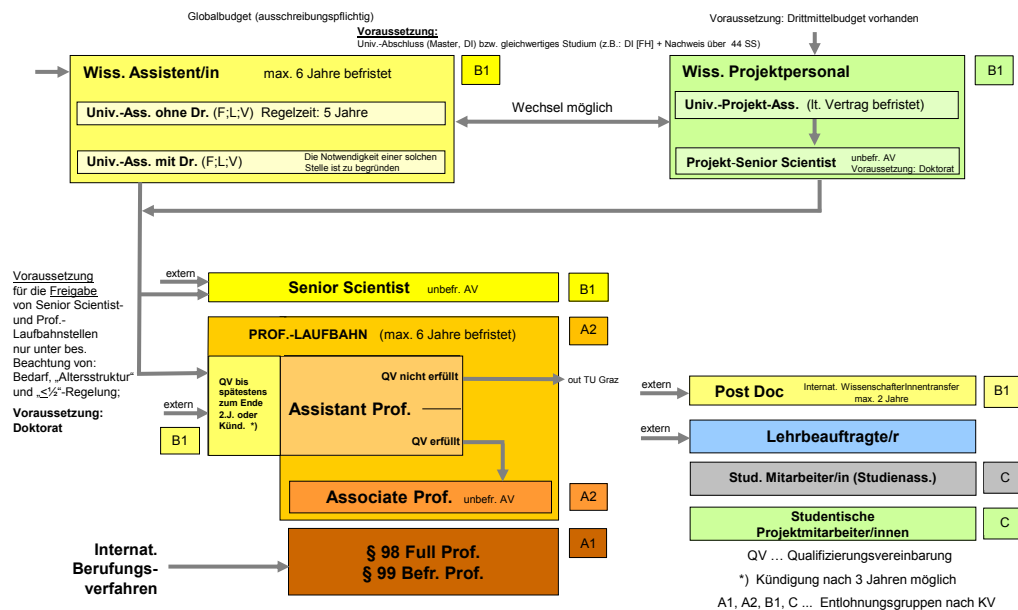 Globalbudget (ausschreibungspflichtig)
Voraussetzung: Drittmittelbudget vorhanden
Voraussetzung:
Univ.-Abschluss (Master, DI) bzw. gleichwertiges Studium (z.B.: DI [FH] + Nachweis über 44 SS)
Wiss. Assistent/in max. 6 Jahre befristet
B1
Univ.-Ass. ohne Dr. (F;L;V) Regelzeit: 5 Jahre
Univ.-Ass. mit Dr. (F;L;V)
Die Notwendigkeit einer solchen
Stelle ist zu begründen
Wechsel möglich
Wiss. Projektpersonal
B1
Univ.-Projekt-Ass. (lt. Vertrag befristet)
Projekt-Senior Scientist
unbefr. AV
Voraussetzung: Doktorat
Voraussetzung
für die Freigabe
von Senior Scientist-
und Prof.-
Laufbahnstellen
nur unter bes.
Beachtung von:
Bedarf, „Altersstruktur"
und „≤½"-Regelung;
Voraussetzung:
Doktorat
extern
Senior Scientist unbefr. AV
B1
PROF.-LAUFBAHN (max. 6 Jahre befristet)
A2
QV bis
spätestens
zum Ende
2.J. oder
Künd. *)
extern
B1
QV nicht erfüllt
out TU Graz
Assistant Prof.
QV erfüllt
Associate Prof. unbefr. AV
A2
Internat.
Berufungs-
verfahren
§ 98 Full Prof.
§ 99 Befr. Prof.
A1
extern
Post Doc
Internat. WissenschafterInnentransfer
max. 2 Jahre
B1
extern
Lehrbeauftragte/r
Stud. Mitarbeiter/in (Studienass.)
C
Studentische
Projektmitarbeiter/innen
C
QV … Qualifizierungsvereinbarung
*) Kündigung nach 3 Jahren möglich
A1, A2, B1, C ... Entlohnungsgruppen nach KV